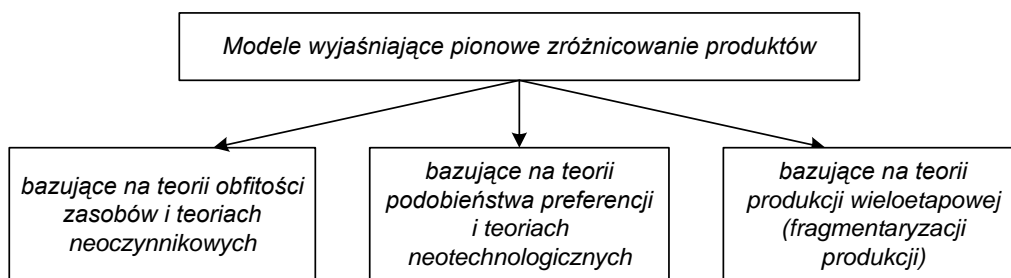 Modele wyjaśniające pionowe zróżnicowanie produktów
bazujące na teorii obfitości
zasobów i teoriach
neoczynnikowych
bazujące na teorii
podobieństwa preferencji
i teoriach
neotechnologicznych
bazujące na teorii
produkcji wieloetapowej
(fragmentaryzacji
produkcji)